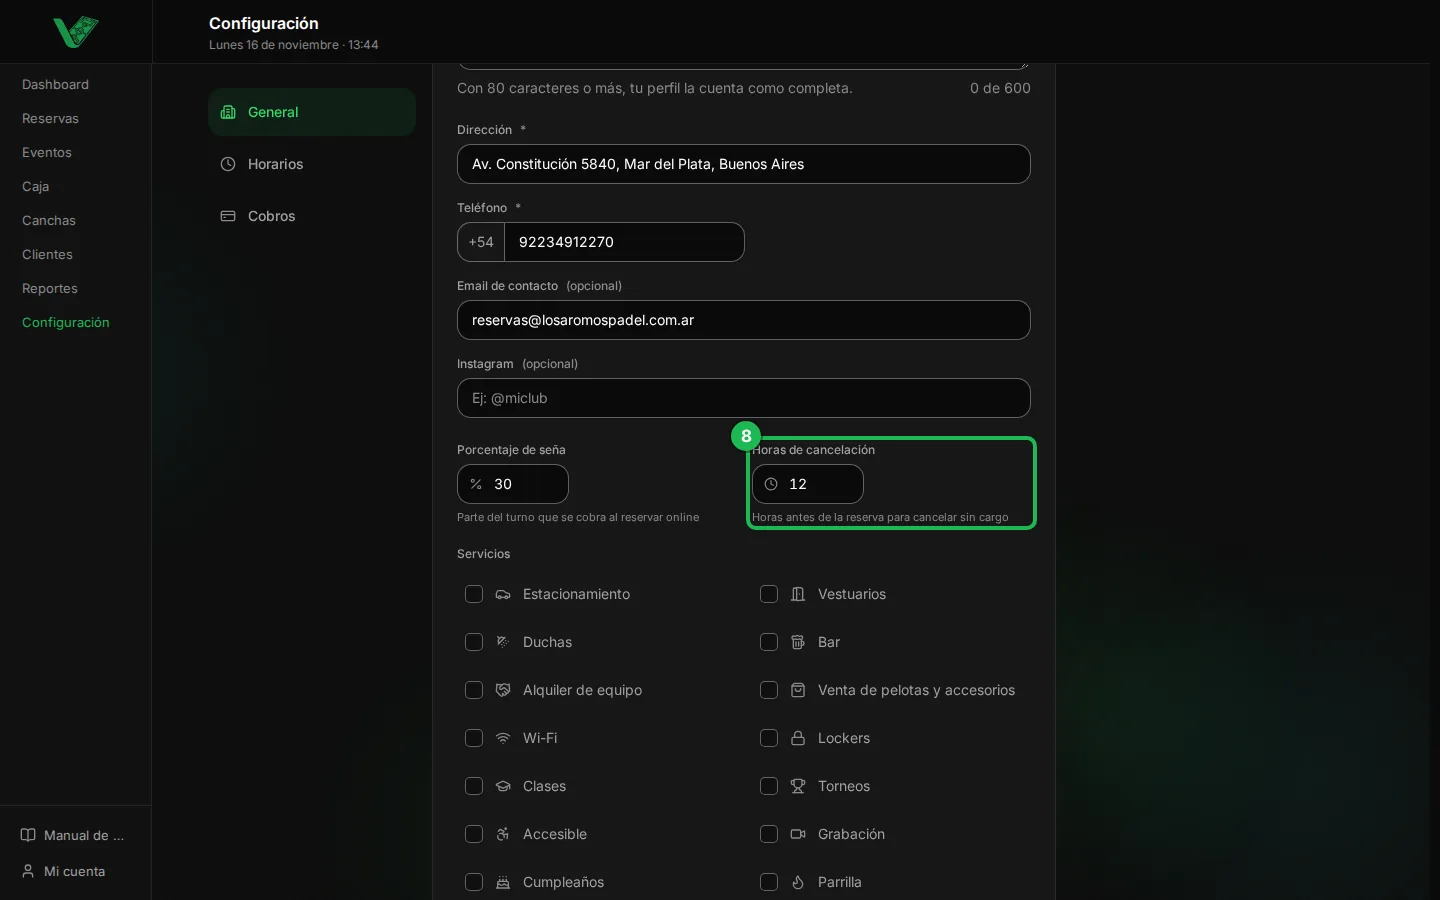 Configuración
Lunes 16 de noviembre · 13:44
Dashboard
Reservas
Eventos
Caja
Canchas
Clientes
Reportes
Configuración
Manual de ...
Mi cuenta
General
Horarios
Cobros
Con 80 caracteres o más, tu perfil la cuenta como completa.
0 de 600
Dirección *
Av. Constitución 5840, Mar del Plata, Buenos Aires
Teléfono *
+54 92234912270
Email de contacto (opcional)
reservas@losaromospadel.com.ar
Instagram (opcional)
Ej: @miclub
Porcentaje de seña
% 30
Parte del turno que se cobra al reservar online
8
Horas de cancelación
12
Horas antes de la reserva para cancelar sin cargo
Servicios
Estacionamiento
Vestuarios
Duchas
Bar
Alquiler de equipo
Venta de pelotas y accesorios
Wi-Fi
Lockers
Clases
Torneos
Accesible
Grabación
Cumpleaños
Parrilla